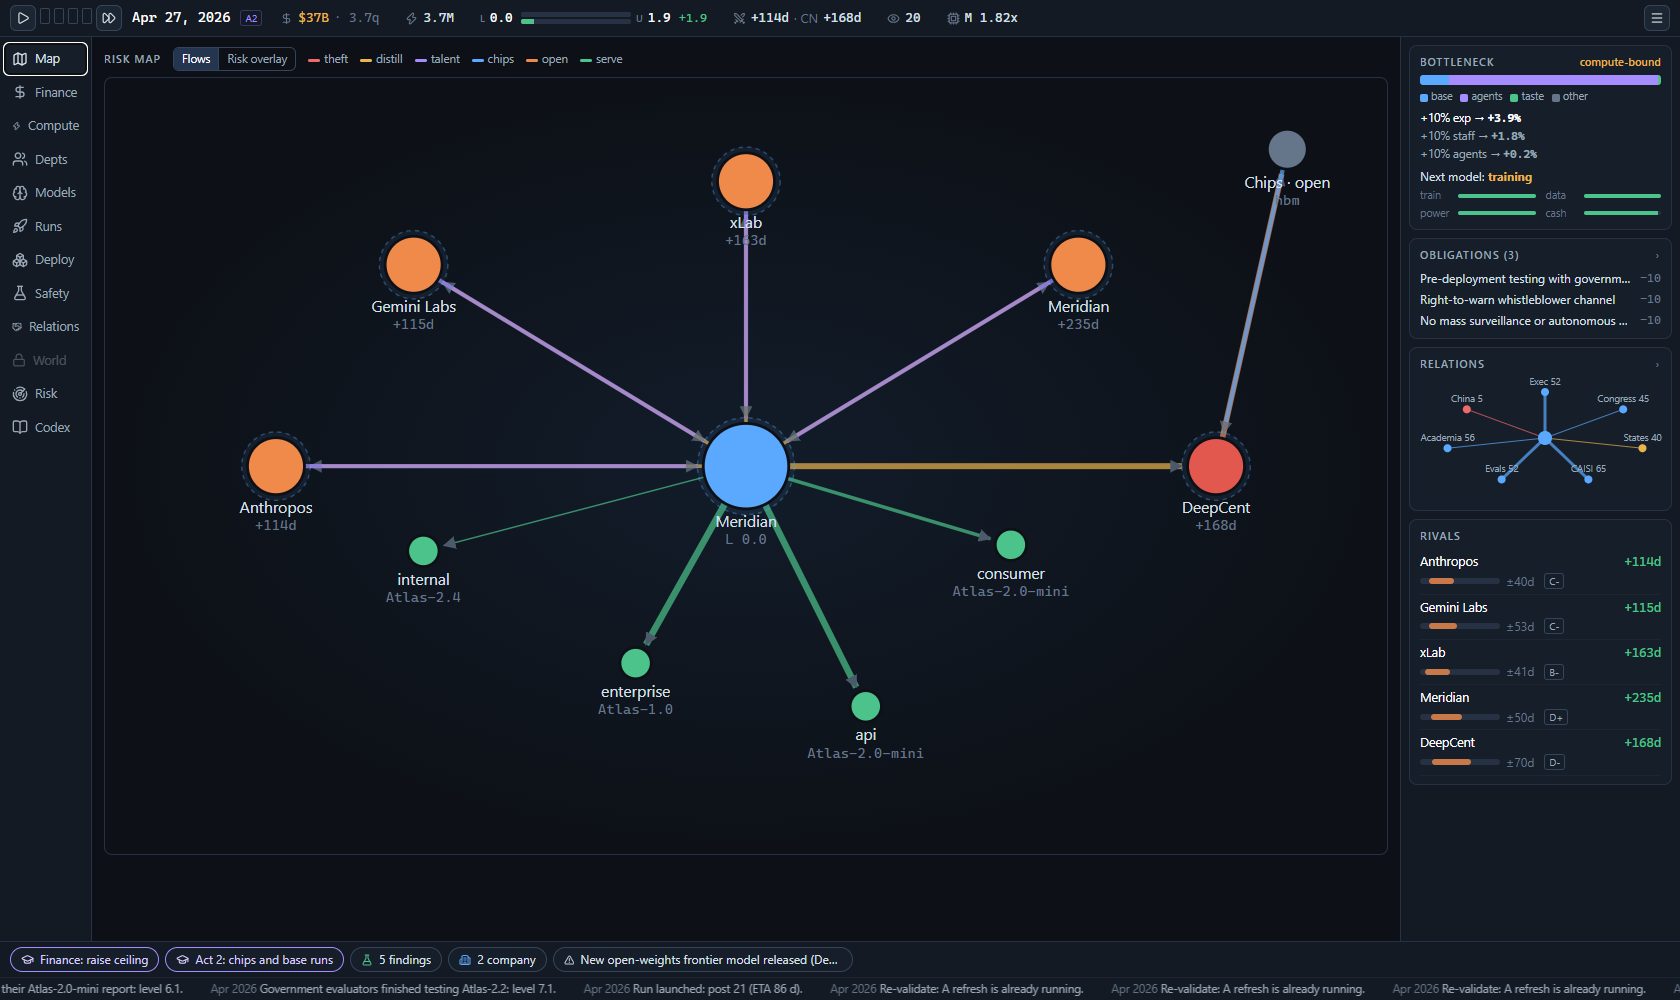 Apr 27, 2026 A2 $37B · 3.7q 3.7M L 0.0 U 1.9 +1.9 +114d · CN +168d 20 M 1.82x
Map
Finance
Compute
Depts
Models
Runs
Deploy
Safety
Relations
World
Risk
Codex
RISK MAP Flows Risk overlay theft distill talent chips open serve
Chips · open
hbm
xLab
+163d
Gemini Labs
+115d
Meridian
+235d
Anthropos
+114d
Meridian
L 0.0
DeepCent
+168d
internal
Atlas-2.4
consumer
Atlas-2.0-mini
enterprise
Atlas-1.0
api
Atlas-2.0-mini
BOTTLENECK compute-bound
base agents taste other
+10% exp → +3.9%
+10% staff → +1.8%
+10% agents → +0.2%
Next model: training
train data
power cash
OBLIGATIONS (3) ›
Pre-deployment testing with governm... −10
Right-to-warn whistleblower channel −10
No mass surveillance or autonomous ... −10
RELATIONS ›
Exec 52
China 5 Congress 45
Academia 56 States 40
Evals 52 CAISI 65
RIVALS
Anthropos +114d
±40d C-
Gemini Labs +115d
±53d C-
xLab +163d
±41d B-
Meridian +235d
±50d D+
DeepCent +168d
±70d D-
Finance: raise ceiling Act 2: chips and base runs 5 findings 2 company New open-weights frontier model released (De...
their Atlas-2.0-mini report: level 6.1. Apr 2026 Government evaluators finished testing Atlas-2.2: level 7.1. Apr 2026 Run launched: post 21 (ETA 86 d). Apr 2026 Re-validate: A refresh is already running. Apr 2026 Re-validate: A refresh is already running. Apr 2026 Re-validate: A refresh is already running.